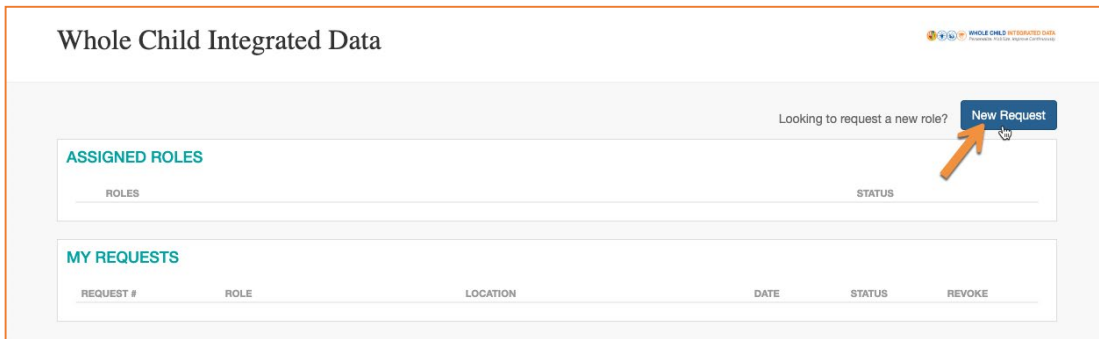 Whole Child Integrated Data
WHOLE CHILD INTEGRATED DATA
Looking to request a new role? New Request
ASSIGNED ROLES
ROLES STATUS
MY REQUESTS
REQUEST # ROLE LOCATION DATE STATUS REVOKE